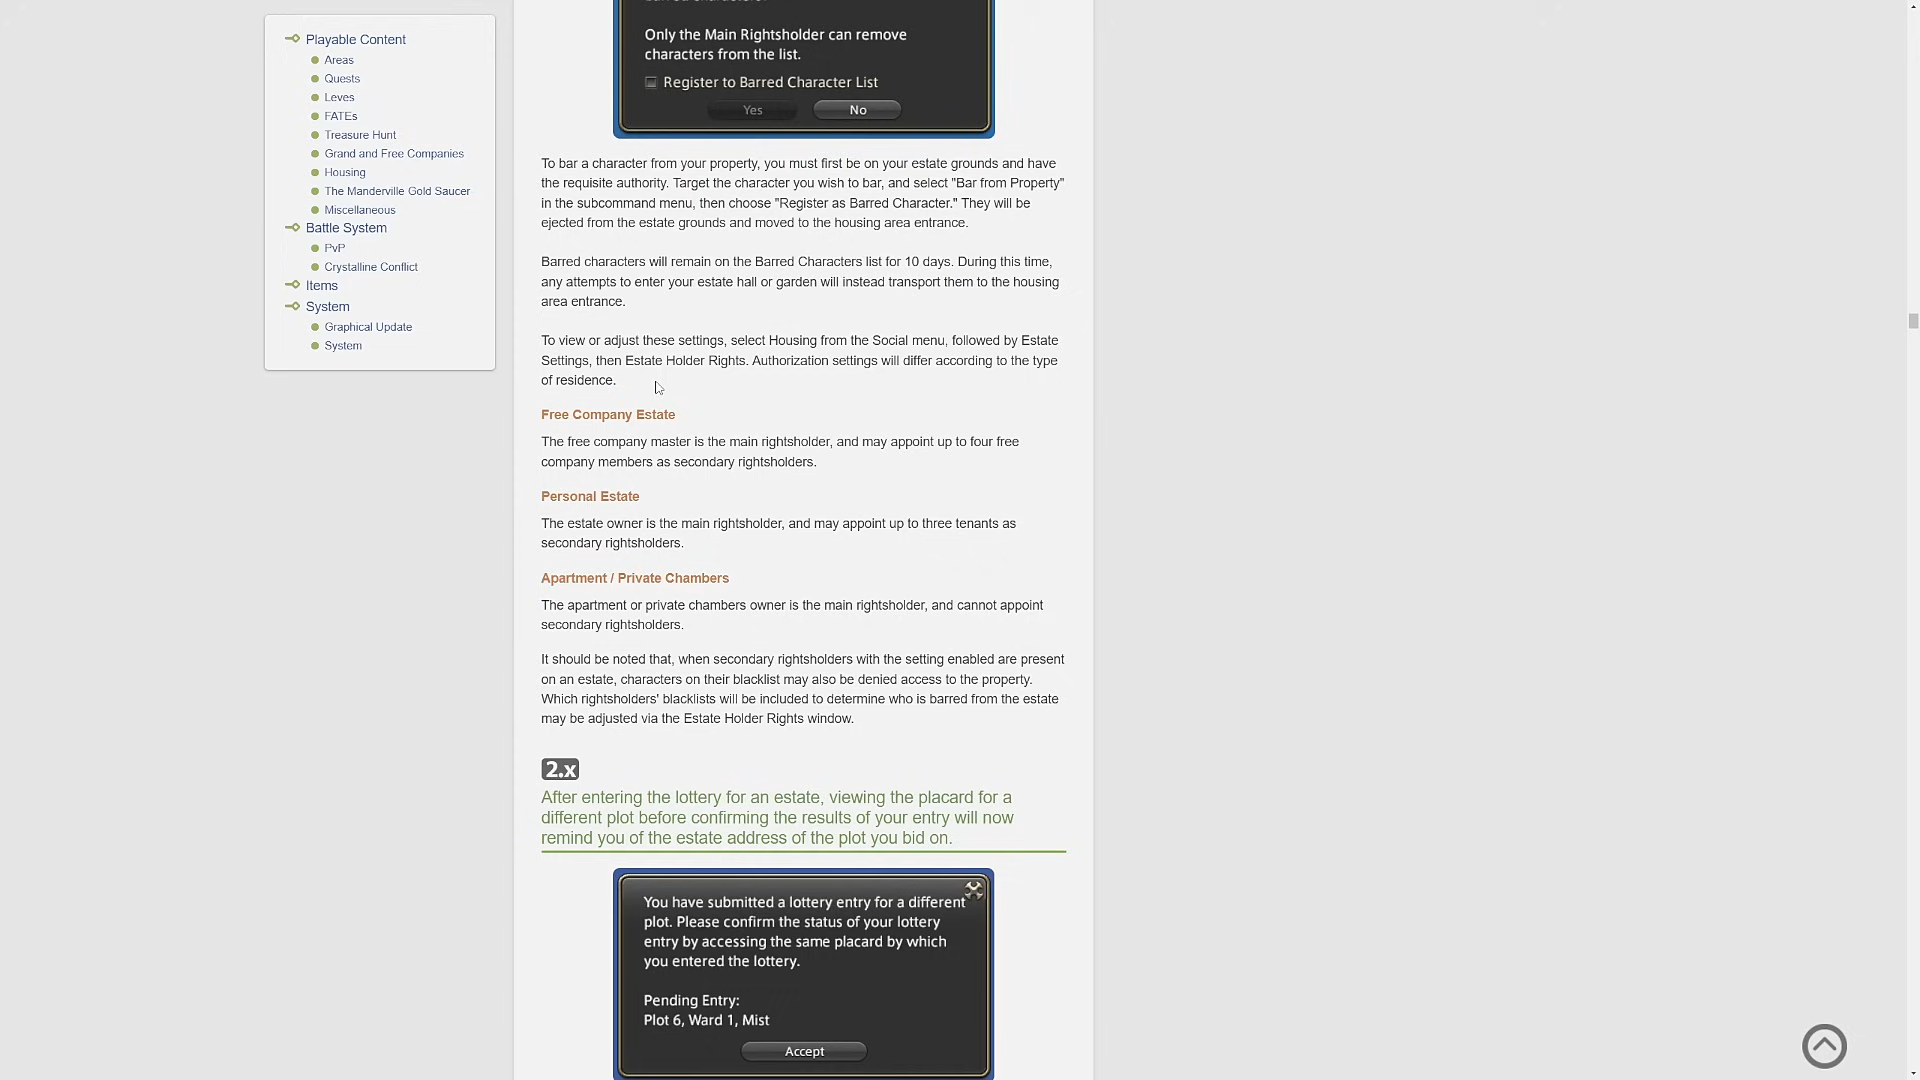 Playable Content
Areas
Quests
Leves
FATEs
Treasure Hunt
Grand and Free Companies
Housing
The Manderville Gold Saucer
Miscellaneous
Battle System
PvP
Crystalline Conflict
Items
System
Graphical Update
System
Only the Main Rightsholder can remove
characters from the list.
Register to Barred Character List
Yes
No
To bar a character from your property, you must first be on your estate grounds and have
the requisite authority. Target the character you wish to bar, and select "Bar from Property"
in the subcommand menu, then choose "Register as Barred Character." They will be
ejected from the estate grounds and moved to the housing area entrance.
Barred characters will remain on the Barred Characters list for 10 days. During this time,
any attempts to enter your estate hall or garden will instead transport them to the housing
area entrance.
To view or adjust these settings, select Housing from the Social menu, followed by Estate
Settings, then Estate Holder Rights. Authorization settings will differ according to the type
of residence.
Free Company Estate
The free company master is the main rightsholder, and may appoint up to four free
company members as secondary rightsholders.
Personal Estate
The estate owner is the main rightsholder, and may appoint up to three tenants as
secondary rightsholders.
Apartment / Private Chambers
The apartment or private chambers owner is the main rightsholder, and cannot appoint
secondary rightsholders.
It should be noted that, when secondary rightsholders with the setting enabled are present
on an estate, characters on their blacklist may also be denied access to the property.
Which rightsholders' blacklists will be included to determine who is barred from the estate
may be adjusted via the Estate Holder Rights window.
2.x
After entering the lottery for an estate, viewing the placard for a
different plot before confirming the results of your entry will now
remind you of the estate address of the plot you bid on.
You have submitted a lottery entry for a different
plot. Please confirm the status of your lottery
entry by accessing the same placard by which
you entered the lottery.
Pending Entry:
Plot 6, Ward 1, Mist
Accept